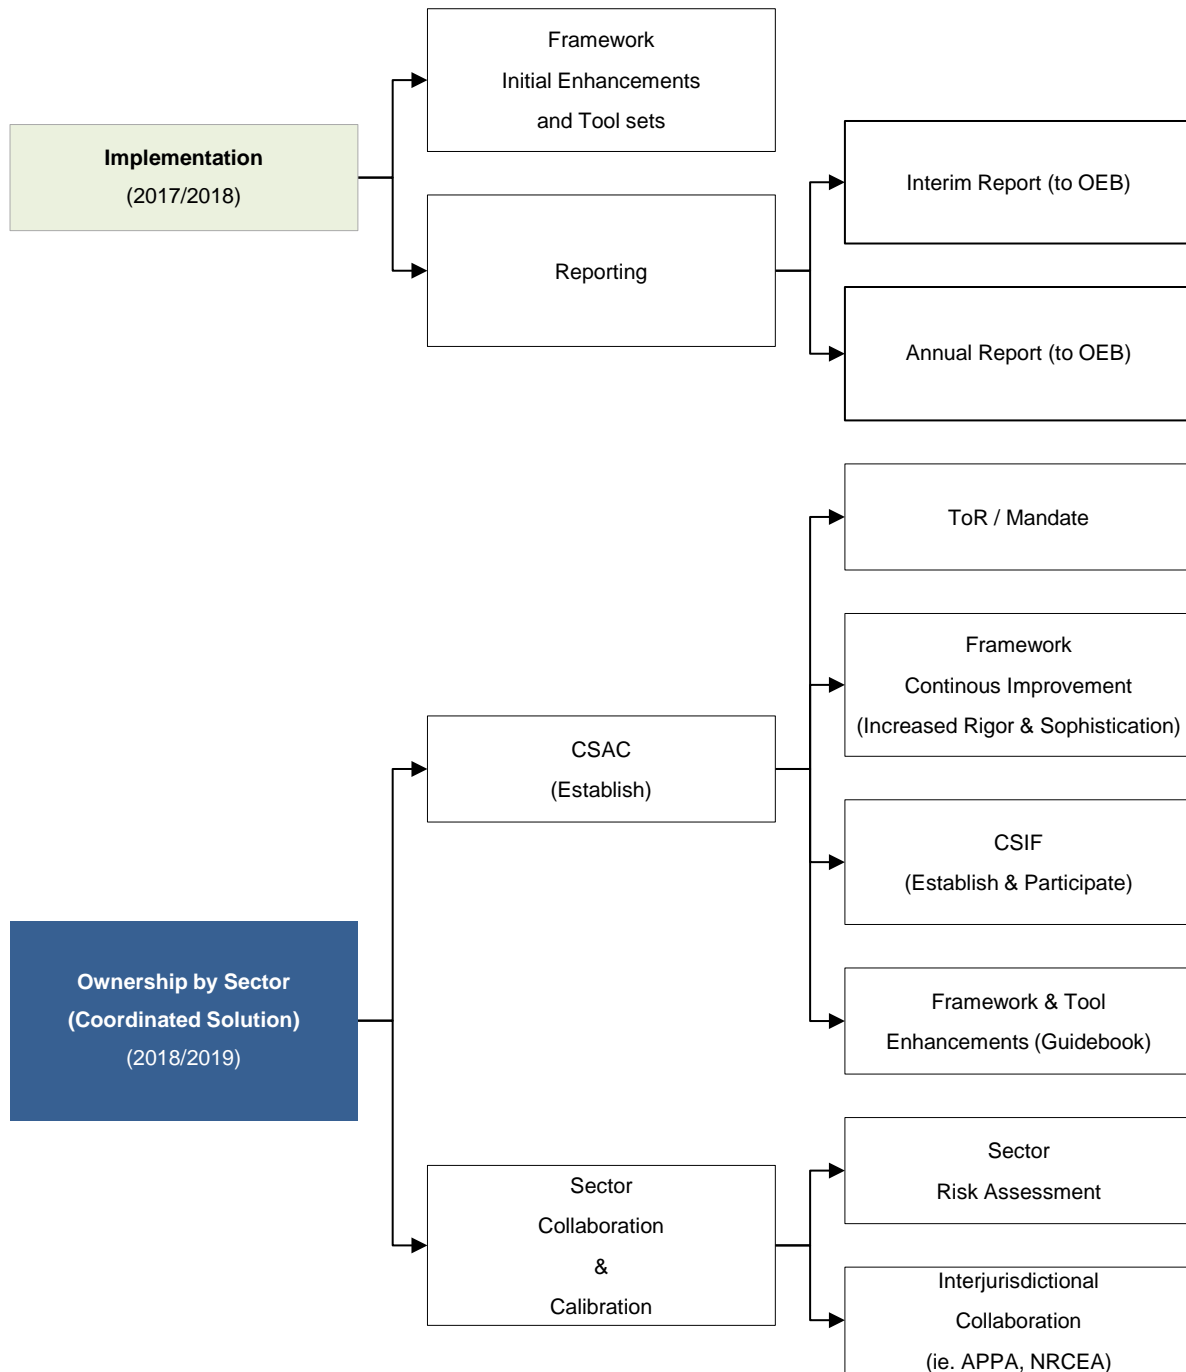 Framework
Initial Enhancements
and Tool sets
Implementation
(2017/2018)
Interim Report (to OEB)
Reporting
Annual Report (to OEB)
ToR / Mandate
Framework
Continous Improvement
(Increased Rigor & Sophistication)
CSAC
(Establish)
CSIF
(Establish & Participate)
Ownership by Sector
(Coordinated Solution)
(2018/2019)
Framework & Tool
Enhancements (Guidebook)
Sector
Risk Assessment
Sector
Collaboration
&
Calibration
Interjurisdictional
Collaboration
(ie. APPA, NRCEA)